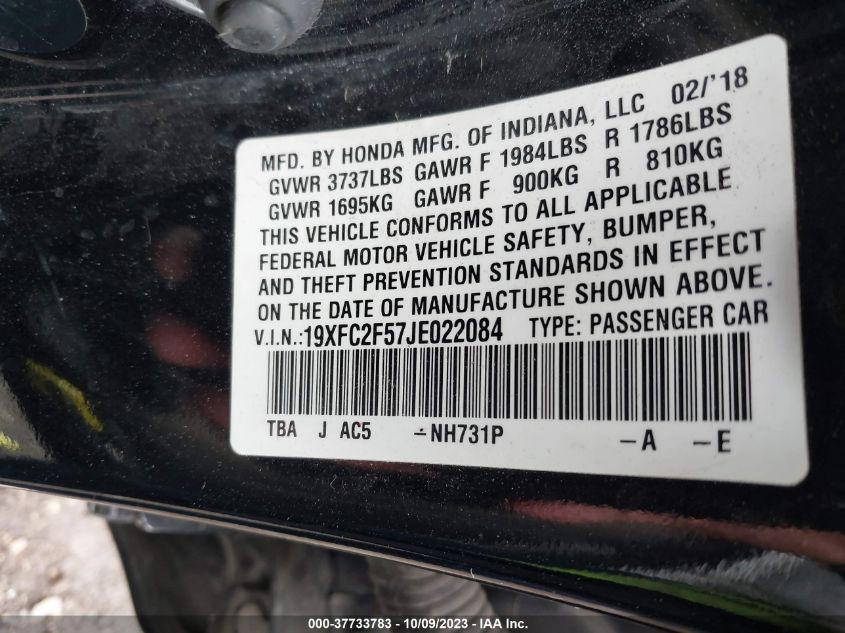 MFD. BY HONDA MFG. OF INDIANA, LLC 02/'18
GVWR 3737LBS GAWR F 1984LBS R 1786LBS
GVWR 1695KG GAWR F 900KG R 810KG
THIS VEHICLE CONFORMS TO ALL APPLICABLE
FEDERAL MOTOR VEHICLE SAFETY, BUMPER,
AND THEFT PREVENTION STANDARDS IN EFFECT
ON THE DATE OF MANUFACTURE SHOWN ABOVE.
V.I.N.:19XFC2F57JE022084 TYPE: PASSENGER CAR
TBA J AC5 -NH731P -A -E
000-37733783 - 10/09/2023 - IAA Inc.